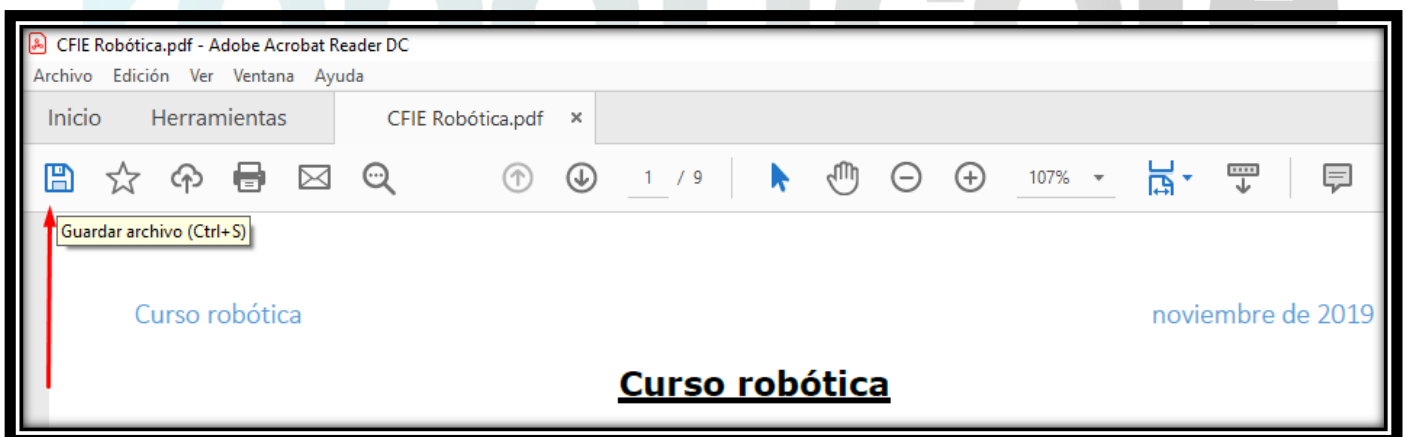 CFIE Robótica.pdf - Adobe Acrobat Reader DC
Archivo Edición Ver Ventana Ayuda
Inicio Herramientas CFIE Robótica.pdf ×
1 / 9 107%
Guardar archivo (Ctrl+S)
Curso robótica noviembre de 2019
Curso robótica